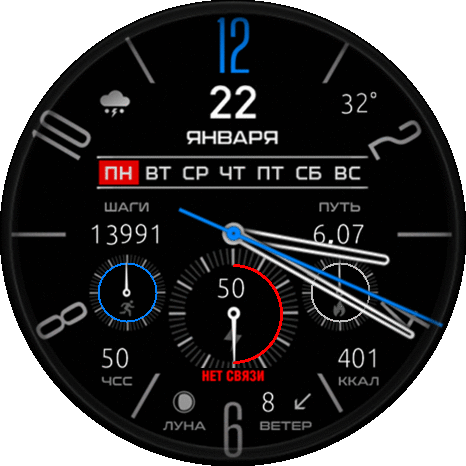 12
22
32°
ЯНВАРЯ
10
2
ПН ВТ СР ЧТ ПТ СБ ВС
ШАГИ
ПУТЬ
13991
6,07
50
8
50
ЧСС
НЕТ СВЯЗИ
401
ККАЛ
8
ЛУНА
6
ВЕТЕР